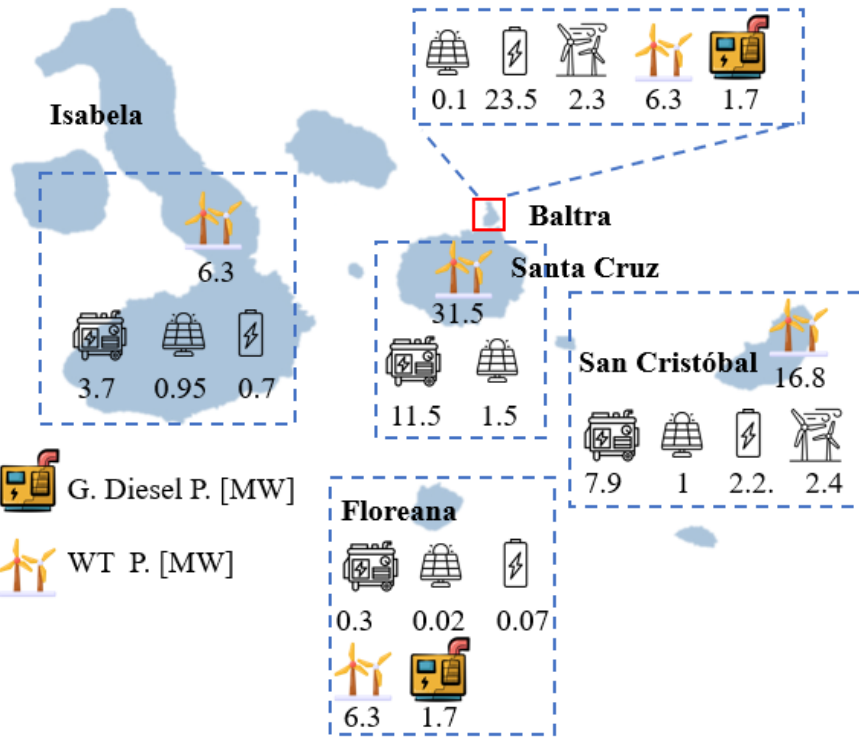 0.1 23.5 2.3 6.3 1.7
Isabela
Baltra
6.3
3.7 0.95 0.7
Santa Cruz
31.5
11.5 1.5
San Cristóbal
16.8
7.9 1 2.2. 2.4
G. Diesel P. [MW]
WT P. [MW]
Floreana
0.3 0.02 0.07
6.3 1.7